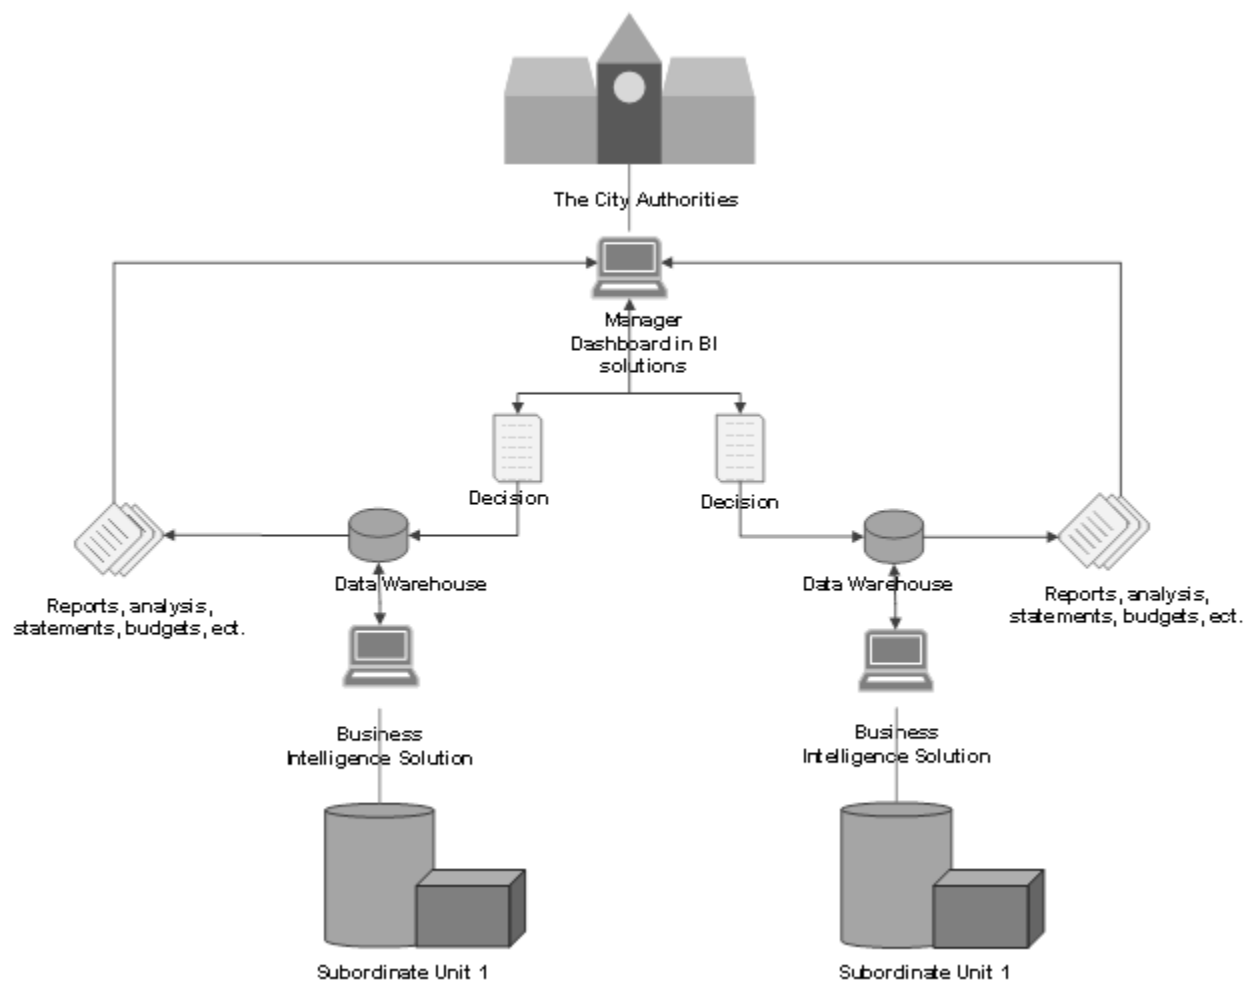 The City Authorities
Manager
Dashboard in BI
solutions
Decision
Decision
Data Warehouse
Data Warehouse
Reports, analysis,
statements, budgets, ect.
Reports, analysis,
statements, budgets, ect.
Business
Intelligence Solution
Business
Intelligence Solution
Subordinate Unit 1
Subordinate Unit 1